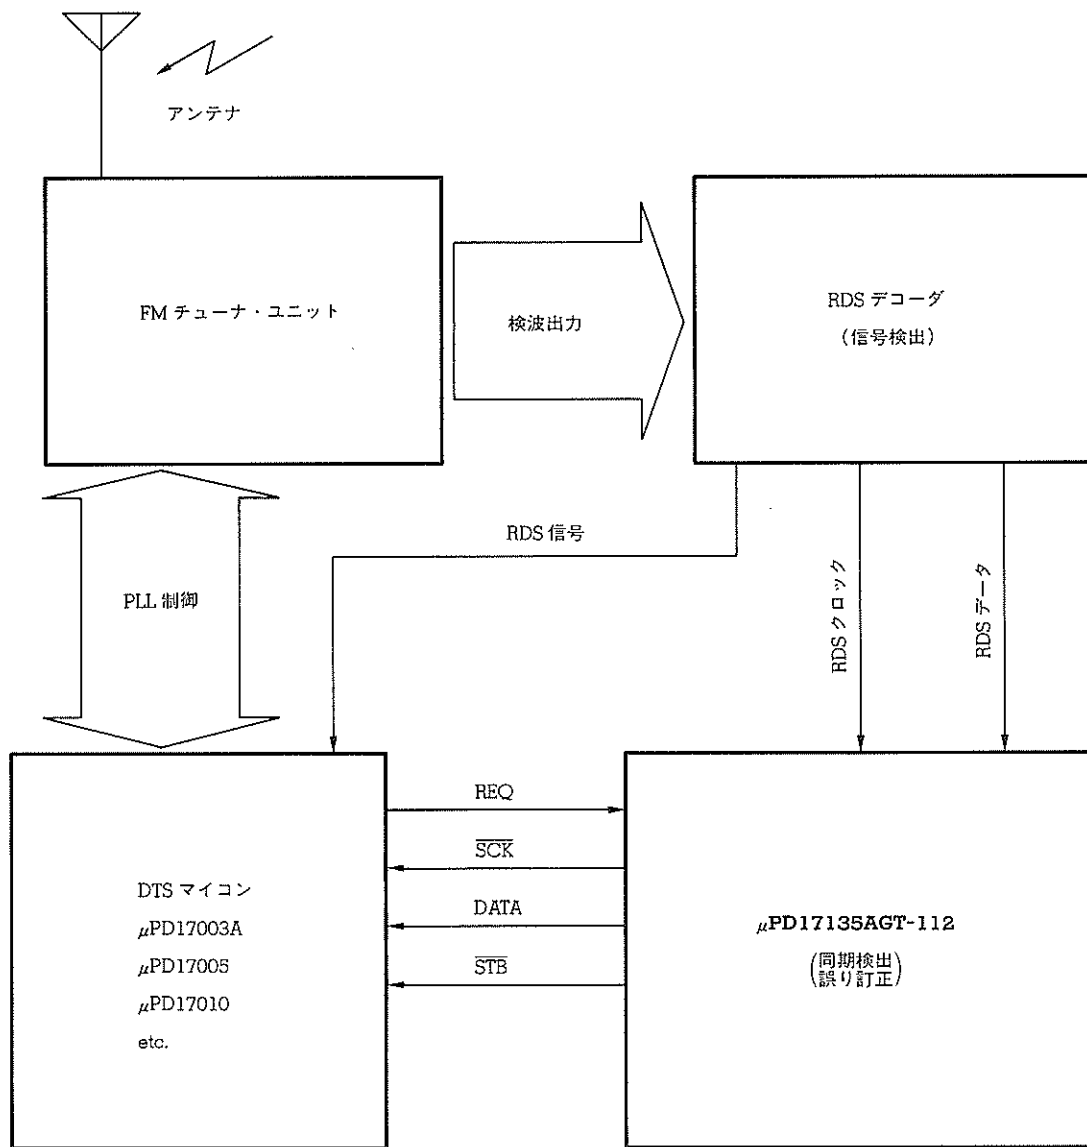 アンテナ
FM チューナ・ユニット
検波出力
RDS デコーダ
(信号検出)
RDS 信号
PLL 制御
RDS クロック
RDS データ
REQ
S̅C̅K̅
DATA
S̅T̅B̅
DTS マイコン
μPD17003A
μPD17005
μPD17010
etc.
μPD17135AGT-112
(同期検出
誤り訂正)